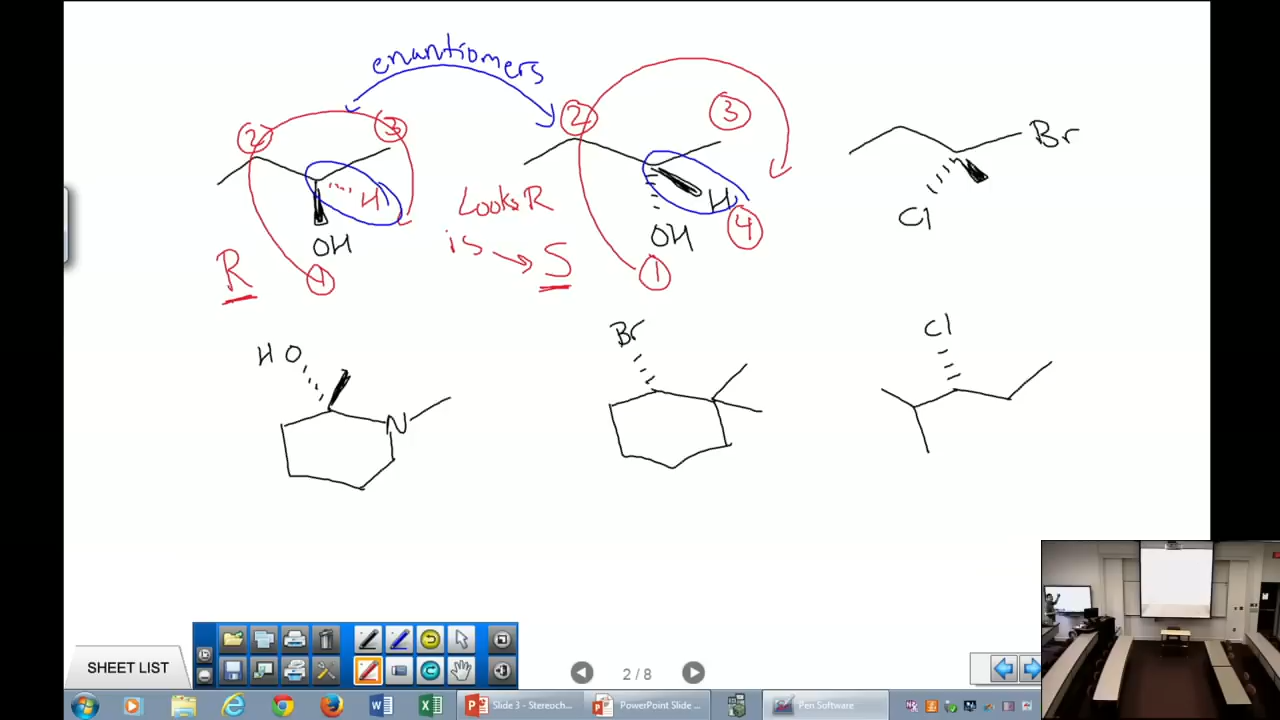 enantiomers
2
3
2
3
Br
H
Looks R
H
4
Cl
is → S
OH
OH
R
1
1
HO
Br
Cl
N
2 / 8
SHEET LIST
Slide 3 - Stereoch...
PowerPoint Slide ...
Pen Software